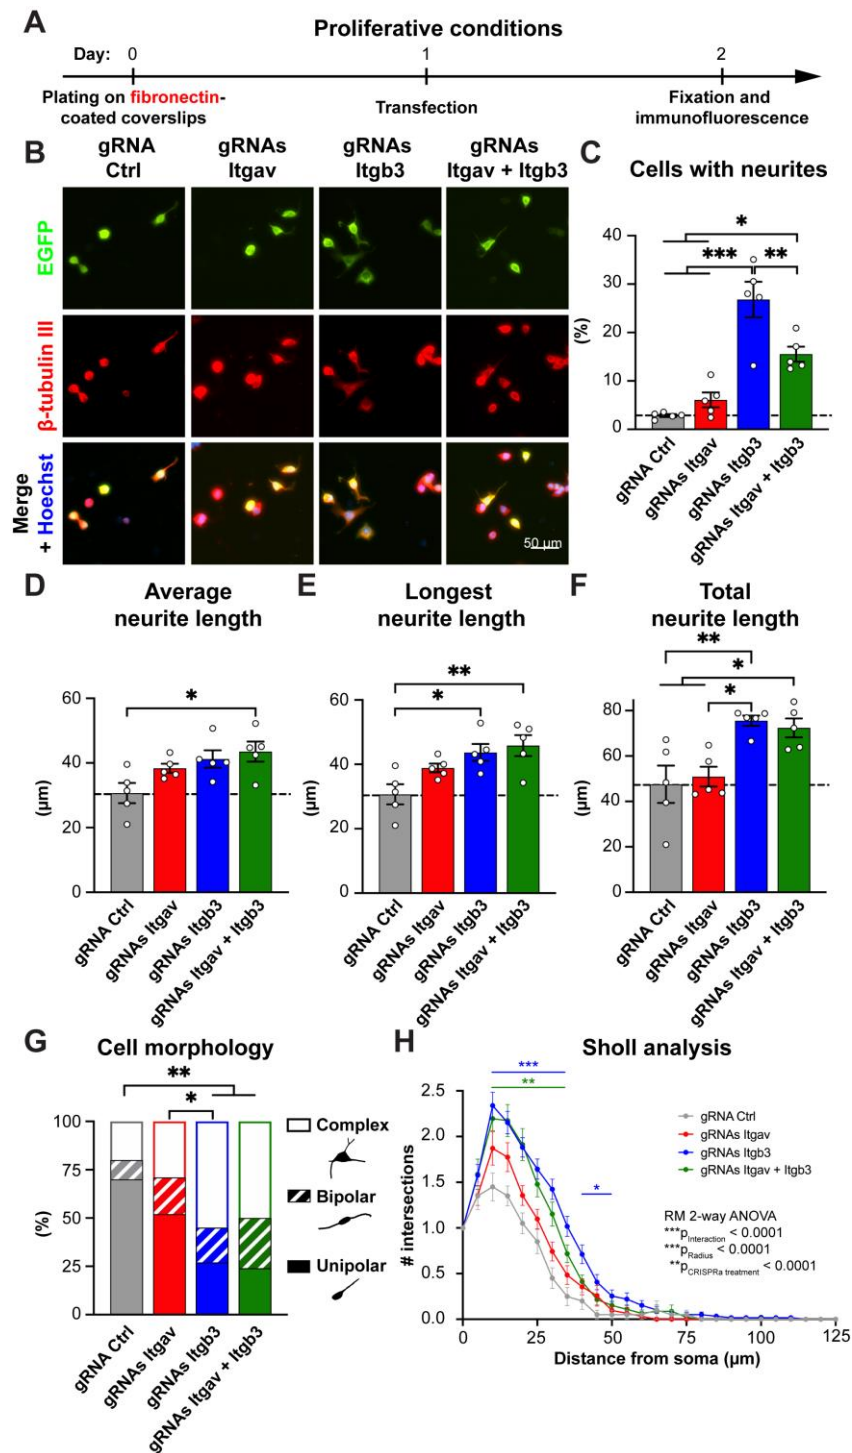 A
Proliferative conditions
Day: 0 1 2
Plating on fibronectin-
coated coverslips
Transfection
Fixation and
immunofluorescence
B
gRNA
Ctrl
gRNAs
Itgav
gRNAs
Itgb3
gRNAs
Itgav + Itgb3
EGFP
β-tubulin III
Merge
+ Hoechst
50 µm
C
Cells with neurites
*
*** **
40
30
20
10
0
(%)
gRNA Ctrl
gRNAs Itgav
gRNAs Itgb3
gRNAs Itgav + Itgb3
D
Average
neurite length
*
60
40
20
0
(µm)
gRNA Ctrl
gRNAs Itgav
gRNAs Itgb3
gRNAs Itgav + Itgb3
E
Longest
neurite length
**
*
60
40
20
0
(µm)
gRNA Ctrl
gRNAs Itgav
gRNAs Itgb3
gRNAs Itgav + Itgb3
F
Total
neurite length
**
*
*
80
60
40
20
0
(µm)
gRNA Ctrl
gRNAs Itgav
gRNAs Itgb3
gRNAs Itgav + Itgb3
G
Cell morphology
**
*
100
75
50
25
0
(%)
gRNA Ctrl
gRNAs Itgav
gRNAs Itgb3
gRNAs Itgav + Itgb3
Complex
Bipolar
Unipolar
H
Sholl analysis
***
**
*
2.5
2.0
1.5
1.0
0.5
0.0
# intersections
0 25 50 75 100 125
Distance from soma (µm)
gRNA Ctrl
gRNAs Itgav
gRNAs Itgb3
gRNAs Itgav + Itgb3
RM 2-way ANOVA
***pInteraction < 0.0001
***pRadius < 0.0001
**pCRISPRa treatment < 0.0001